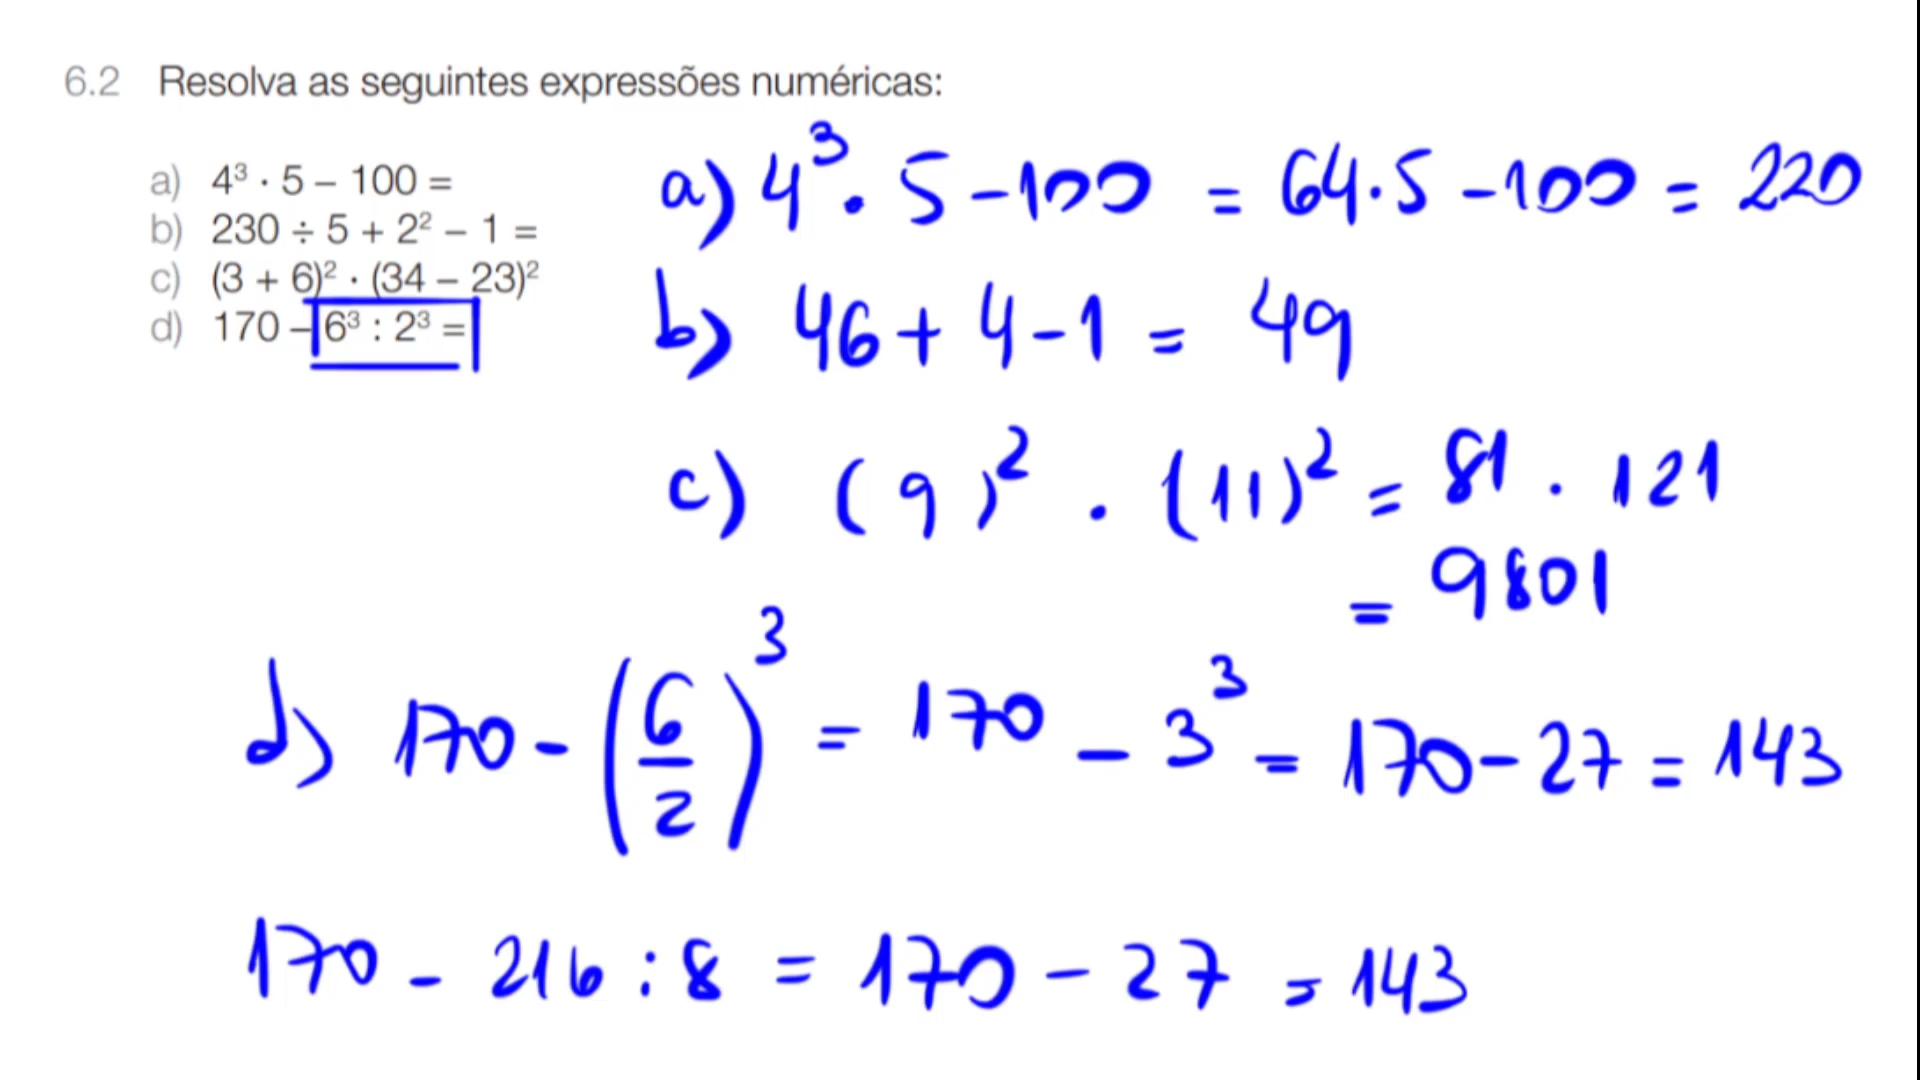 6.2 Resolva as seguintes expressões numéricas:
a) 4³ · 5 – 100 =
b) 230 ÷ 5 + 2² – 1 =
c) (3 + 6)² · (34 – 23)²
d) 170 – 6³ : 2³ =
a) 4³ · 5 – 100 = 64 · 5 – 100 = 220
b) 46 + 4 – 1 = 49
c) (9)² · (11)² = 81 · 121
= 9801
d) 170 – (6/2)³ = 170 – 3³ = 170 – 27 = 143
170 – 216 : 8 = 170 – 27 = 143